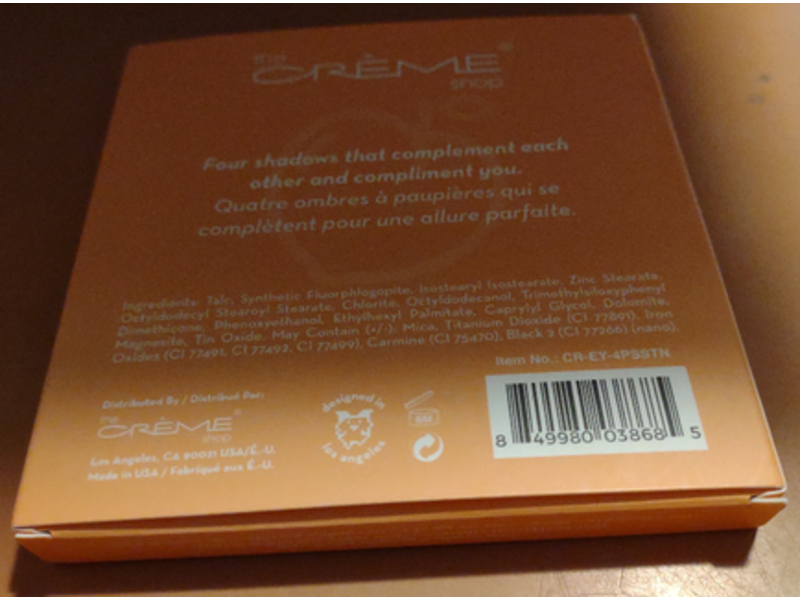 the
CRÈME®
shop
Four shadows that complement each
other and compliment you.
Quatre ombres à paupières qui se
complètent pour une allure parfaite.
Ingredients: Talc, Synthetic Fluorphlogopite, Isostearyl Isostearate, Zinc Stearate,
Octyldodecyl Stearoyl Stearate, Chlorite, Octyldodecanol, Trimethylsiloxyphenyl
Dimethicone, Phenoxyethanol, Ethylhexyl Palmitate, Caprylyl Glycol, Dolomite,
Magnesite, Tin Oxide. May Contain (+/-): Mica, Titanium Dioxide (CI 77891), Iron
Oxides (CI 77491, CI 77492, CI 77499), Carmine (CI 75470), Black 2 (CI 77266) (nano).
Item No.: CR-EY-4PSSTN
Distributed By / Distribué Par:
the
CRÈME®
shop
Los Angeles, CA 90021 USA/É.-U.
Made in USA / Fabriqué aux É.-U.
designed in
los angeles
8 49980 03868 5